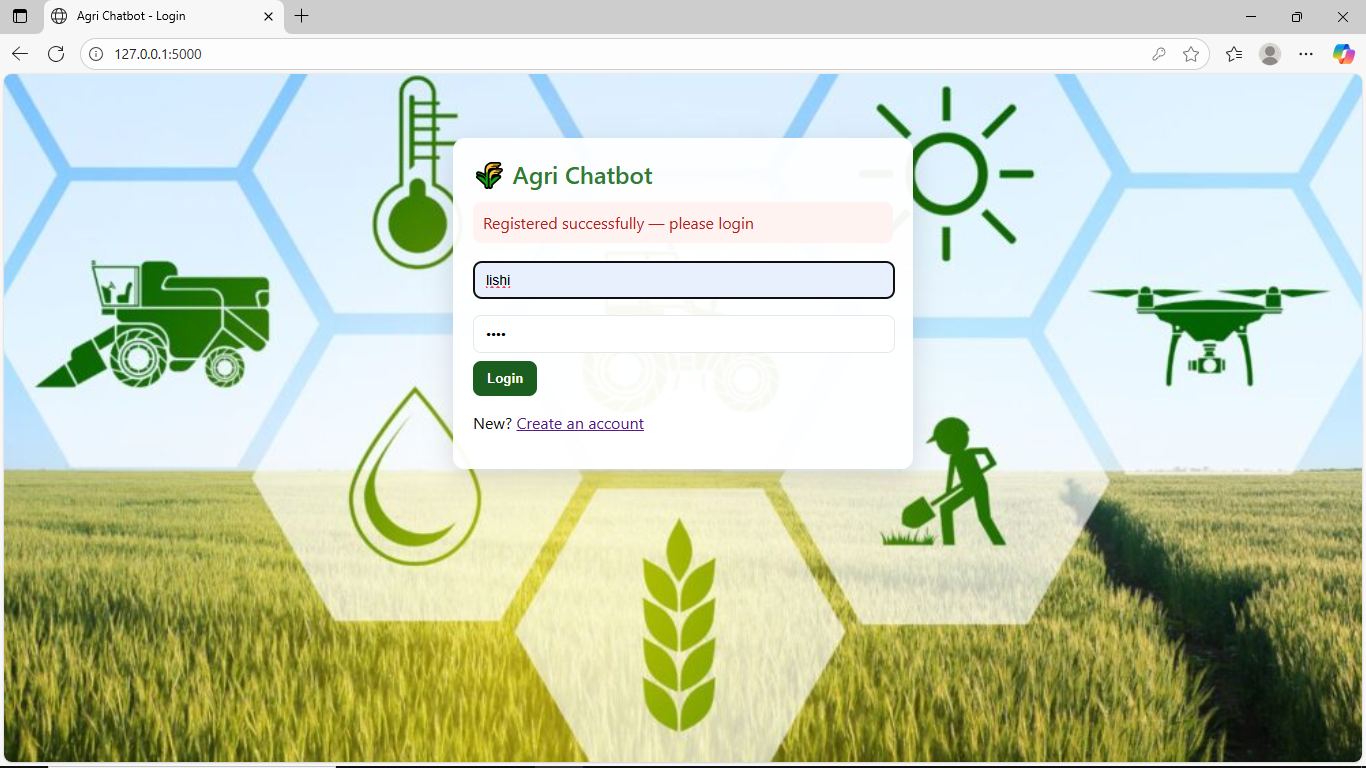 Agri Chatbot - Login
127.0.0.1:5000
Agri Chatbot
Registered successfully — please login
lishi
••••
Login
New? Create an account